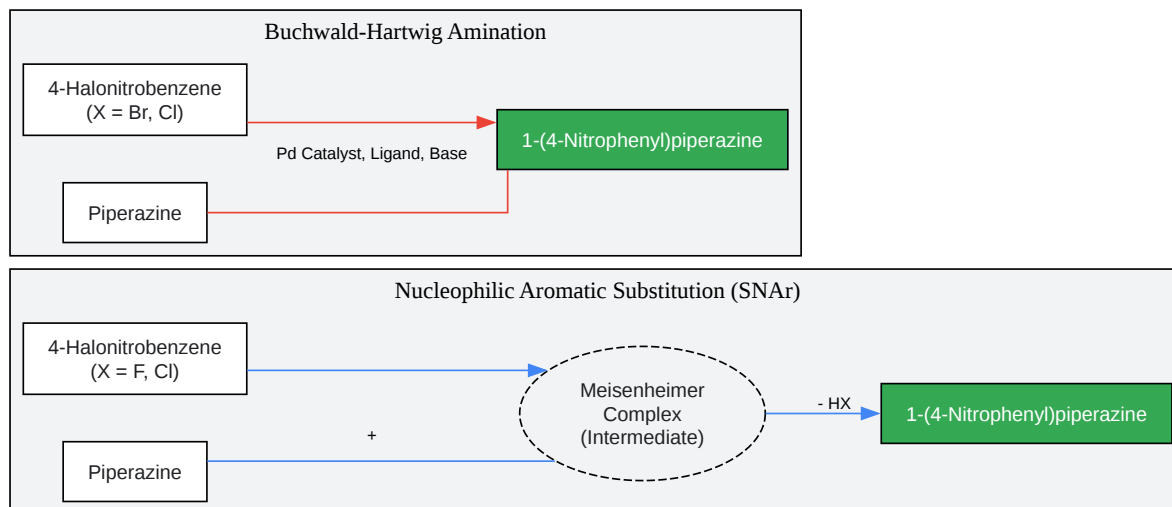 Buchwald-Hartwig Amination
4-Halonitrobenzene
(X = Br, Cl)
1-(4-Nitrophenyl)piperazine
Pd Catalyst, Ligand, Base
Piperazine
Nucleophilic Aromatic Substitution (SNAr)
4-Halonitrobenzene
(X = F, Cl)
Meisenheimer
Complex
(Intermediate)
- HX
1-(4-Nitrophenyl)piperazine
+
Piperazine